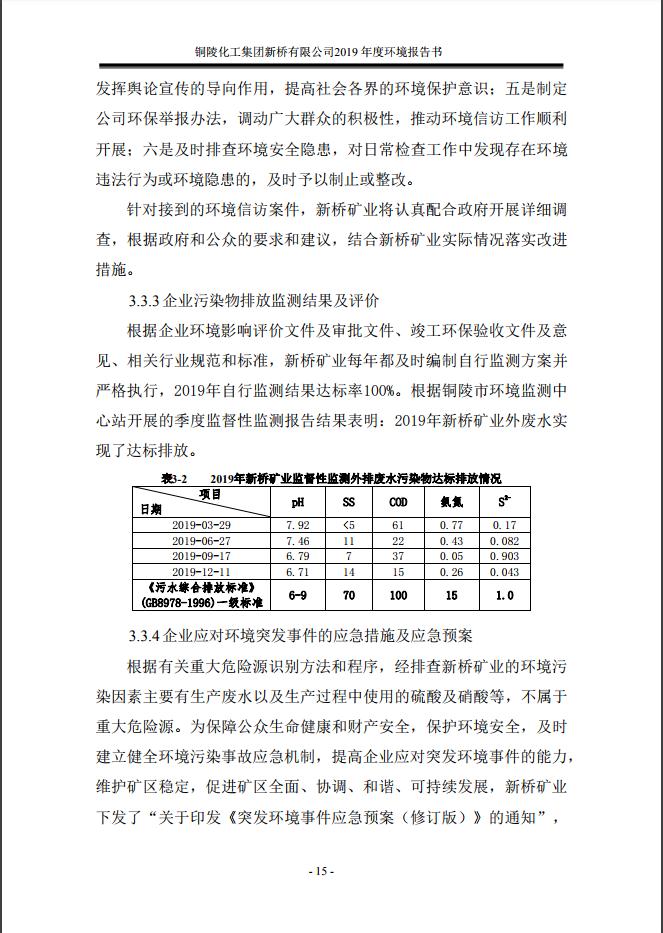 铜陵化工集团新桥有限公司2019 年度环境报告书
发挥舆论宣传的导向作用，提高社会各界的环境保护意识；五是制定
公司环保举报办法，调动广大群众的积极性，推动环境信访工作顺利
开展；六是及时排查环境安全隐患，对日常检查工作中发现存在环境
违法行为或环境隐患的，及时予以制止或整改。
针对接到的环境信访案件，新桥矿业将认真配合政府开展详细调
查，根据政府和公众的要求和建议，结合新桥矿业实际情况落实改进
措施。
3.3.3 企业污染物排放监测结果及评价
根据企业环境影响评价文件及审批文件、竣工环保验收文件及意
见、相关行业规范和标准，新桥矿业每年都及时编制自行监测方案并
严格执行，2019年自行监测结果达标率100%。根据铜陵市环境监测中
心站开展的季度监督性监测报告结果表明：2019年新桥矿业外废水实
现了达标排放。
表3-2 2019年新桥矿业监督性监测外排废水污染物达标排放情况
项目
日期 pH SS COD 氨氮 S²⁻
2019-03-29 7.92 <5 61 0.77 0.17
2019-06-27 7.46 11 22 0.43 0.082
2019-09-17 6.79 7 37 0.05 0.903
2019-12-11 6.71 14 15 0.26 0.043
《污水综合排放标准》
(GB8978-1996)一级标准 6-9 70 100 15 1.0
3.3.4 企业应对环境突发事件的应急措施及应急预案
根据有关重大危险源识别方法和程序，经排查新桥矿业的环境污
染因素主要有生产废水以及生产过程中使用的硫酸及硝酸等，不属于
重大危险源。为保障公众生命健康和财产安全，保护环境安全，及时
建立健全环境污染事故应急机制，提高企业应对突发环境事件的能力，
维护矿区稳定，促进矿区全面、协调、和谐、可持续发展，新桥矿业
下发了“关于印发《突发环境事件应急预案（修订版）》的通知”，
- 15 -